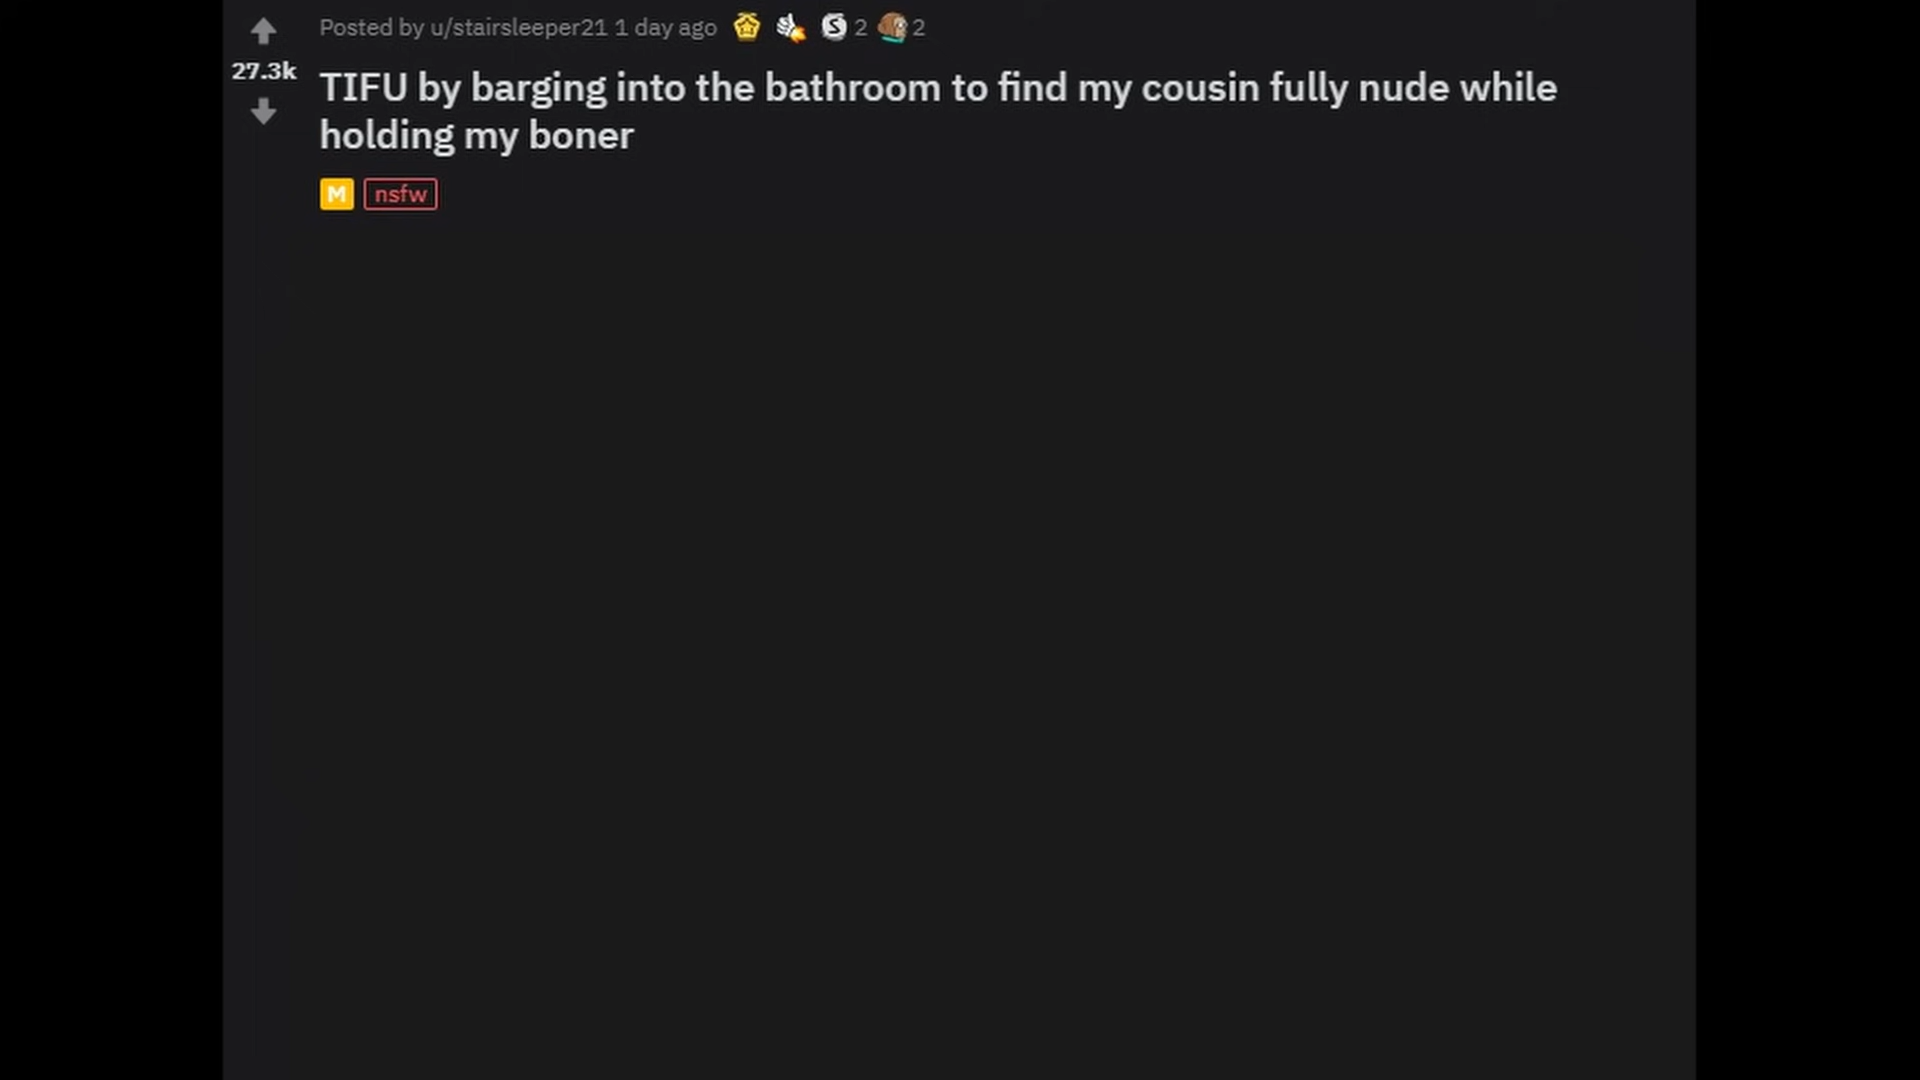 Posted by u/stairsleeper21 1 day ago 2 2
27.3k
TIFU by barging into the bathroom to find my cousin fully nude while
holding my boner
M nsfw